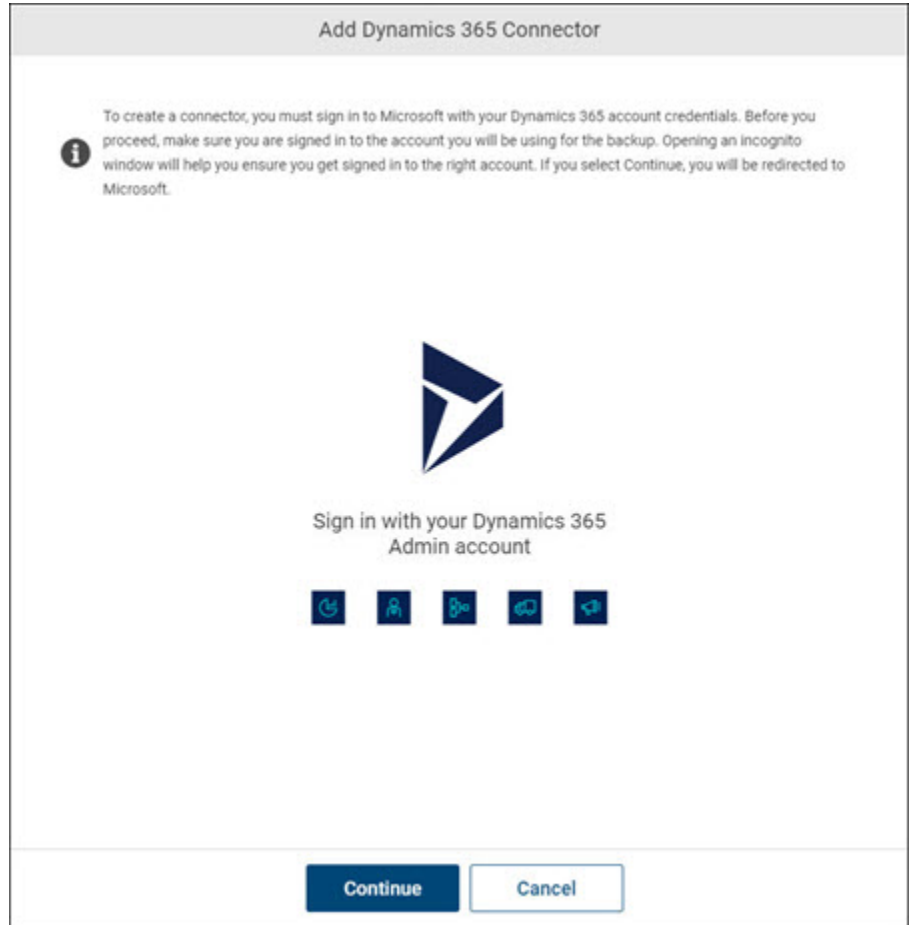 Add Dynamics 365 Connector
To create a connector, you must sign in to Microsoft with your Dynamics 365 account credentials. Before you
proceed, make sure you are signed in to the account you will be using for the backup. Opening an incognito
window will help you ensure you get signed in to the right account. If you select Continue, you will be redirected to
Microsoft.
Sign in with your Dynamics 365
Admin account
Continue
Cancel